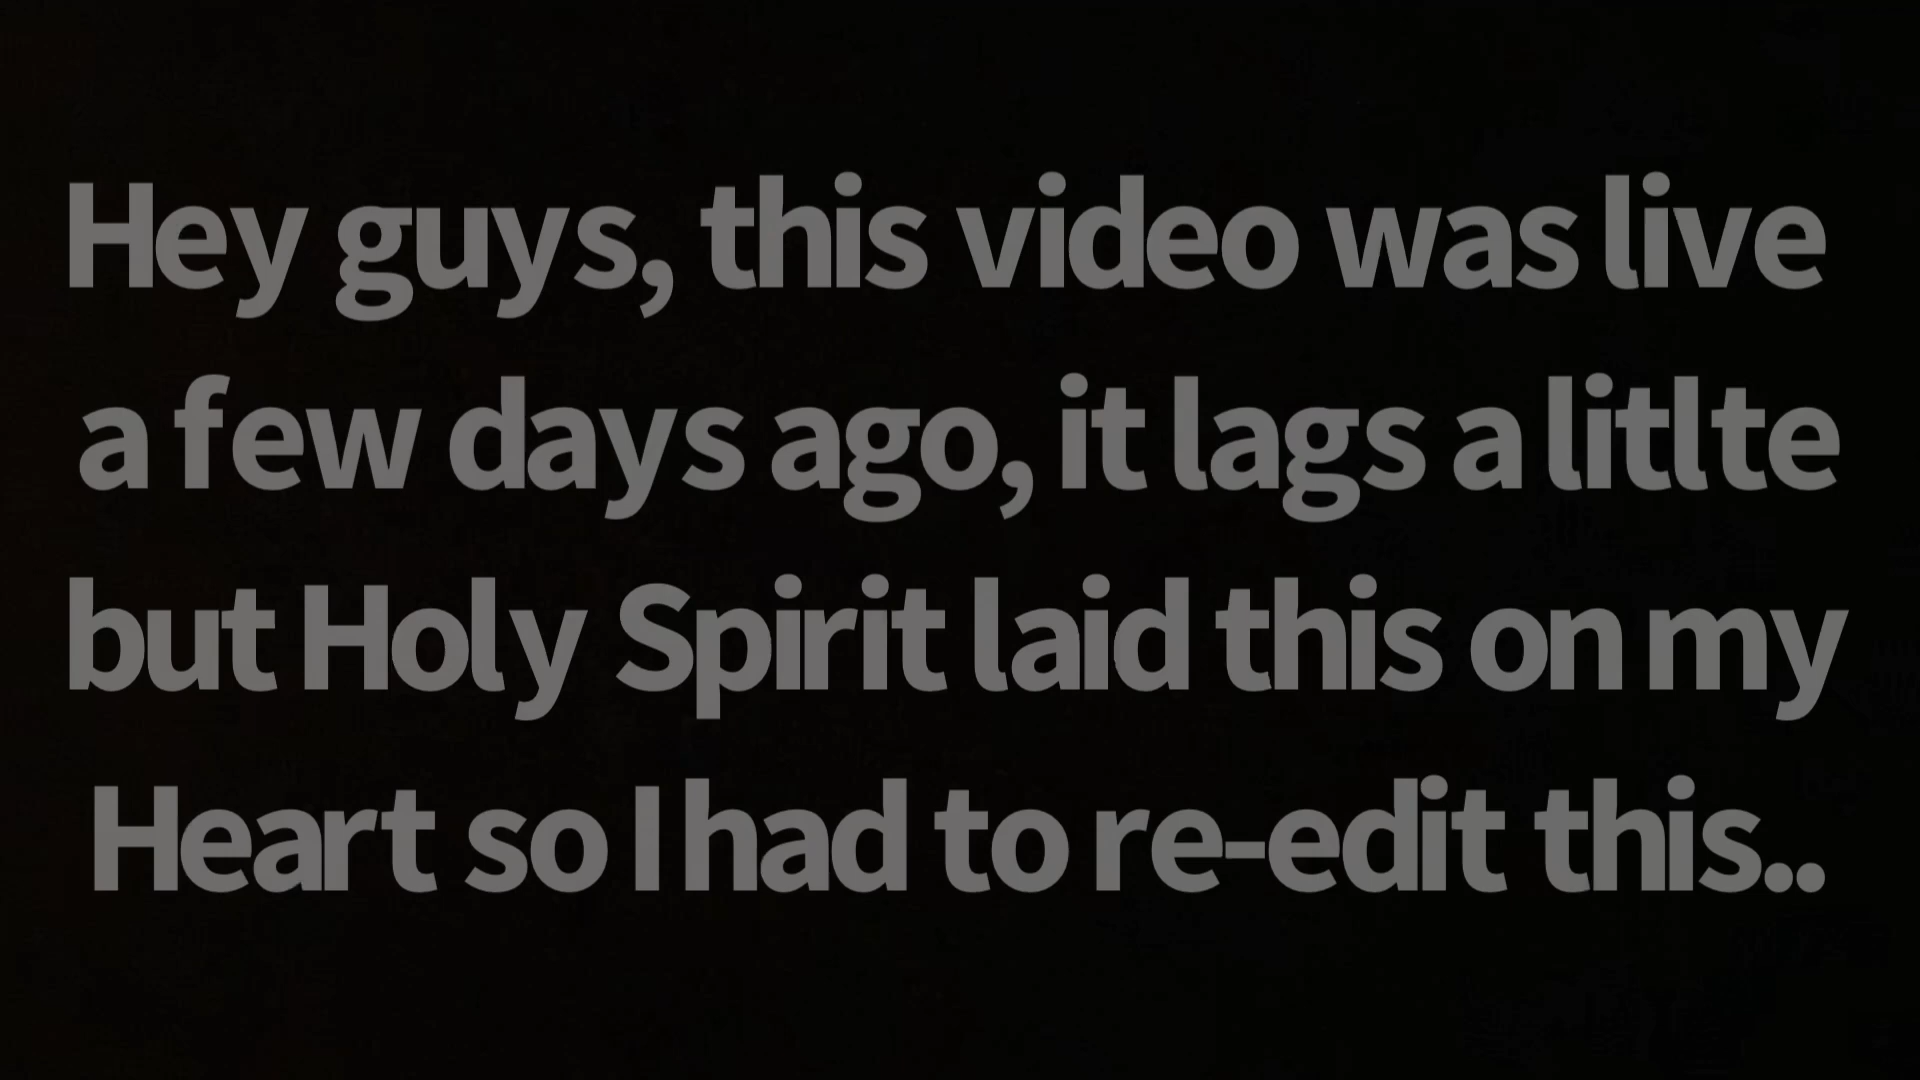 Hey guys, this video was live
a few days ago, it lags a litlte
but Holy Spirit laid this on my
Heart so I had to re-edit this..